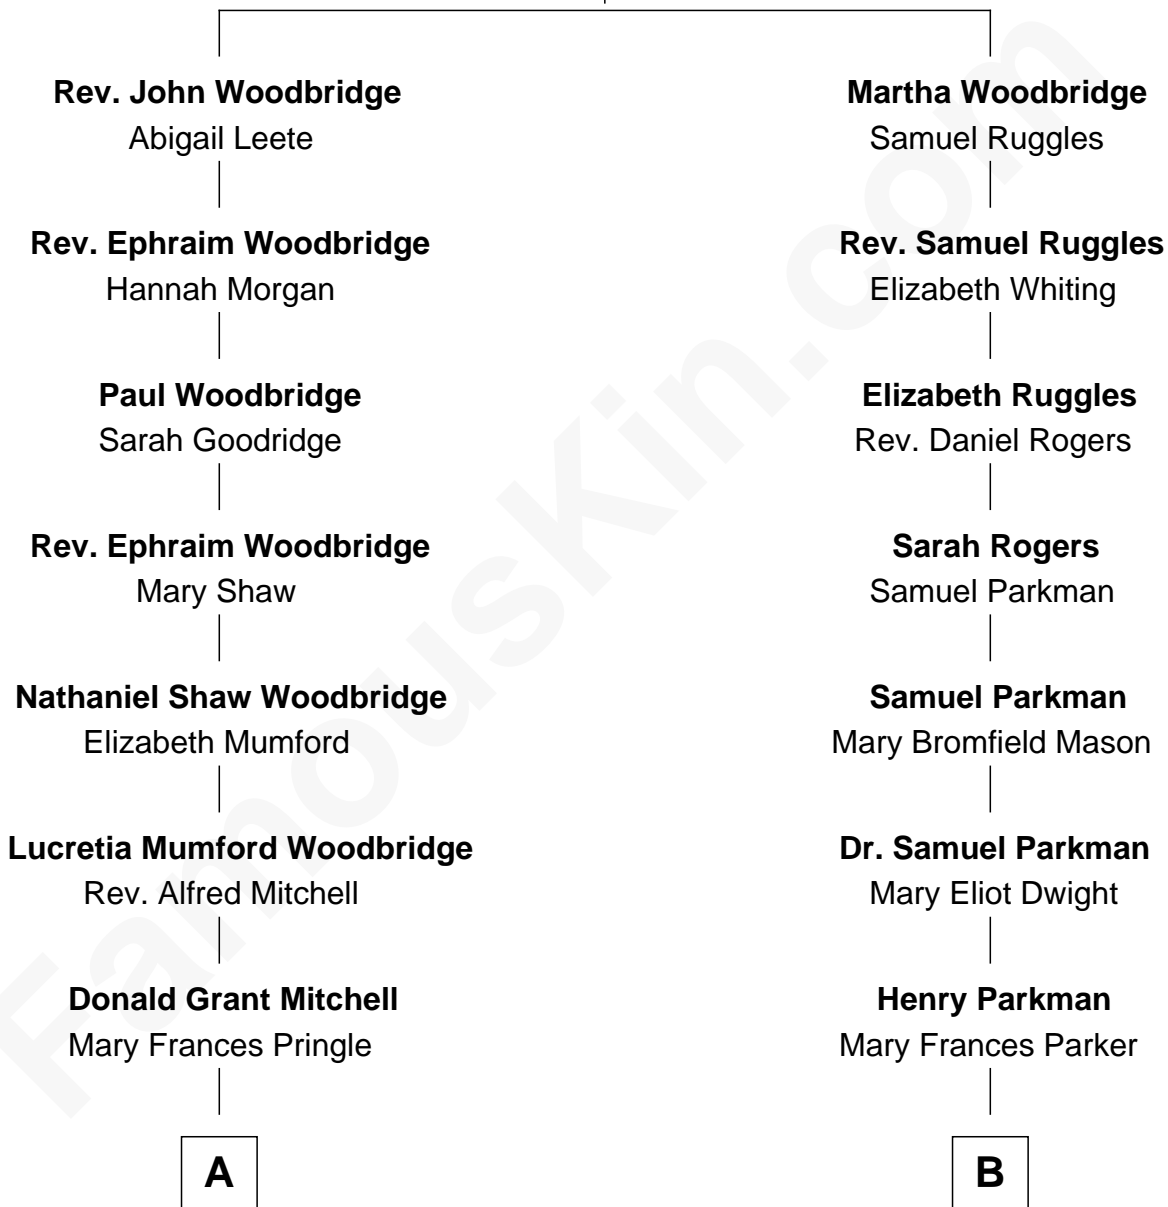 Rev. John Woodbridge
Abigail Leete
Rev. Ephraim Woodbridge
Hannah Morgan
Paul Woodbridge
Sarah Goodridge
Rev. Ephraim Woodbridge
Mary Shaw
Nathaniel Shaw Woodbridge
Elizabeth Mumford
Lucretia Mumford Woodbridge
Rev. Alfred Mitchell
Donald Grant Mitchell
Mary Frances Pringle
A
Martha Woodbridge
Samuel Ruggles
Rev. Samuel Ruggles
Elizabeth Whiting
Elizabeth Ruggles
Rev. Daniel Rogers
Sarah Rogers
Samuel Parkman
Samuel Parkman
Mary Bromfield Mason
Dr. Samuel Parkman
Mary Eliot Dwight
Henry Parkman
Mary Frances Parker
B
FamousKin.com